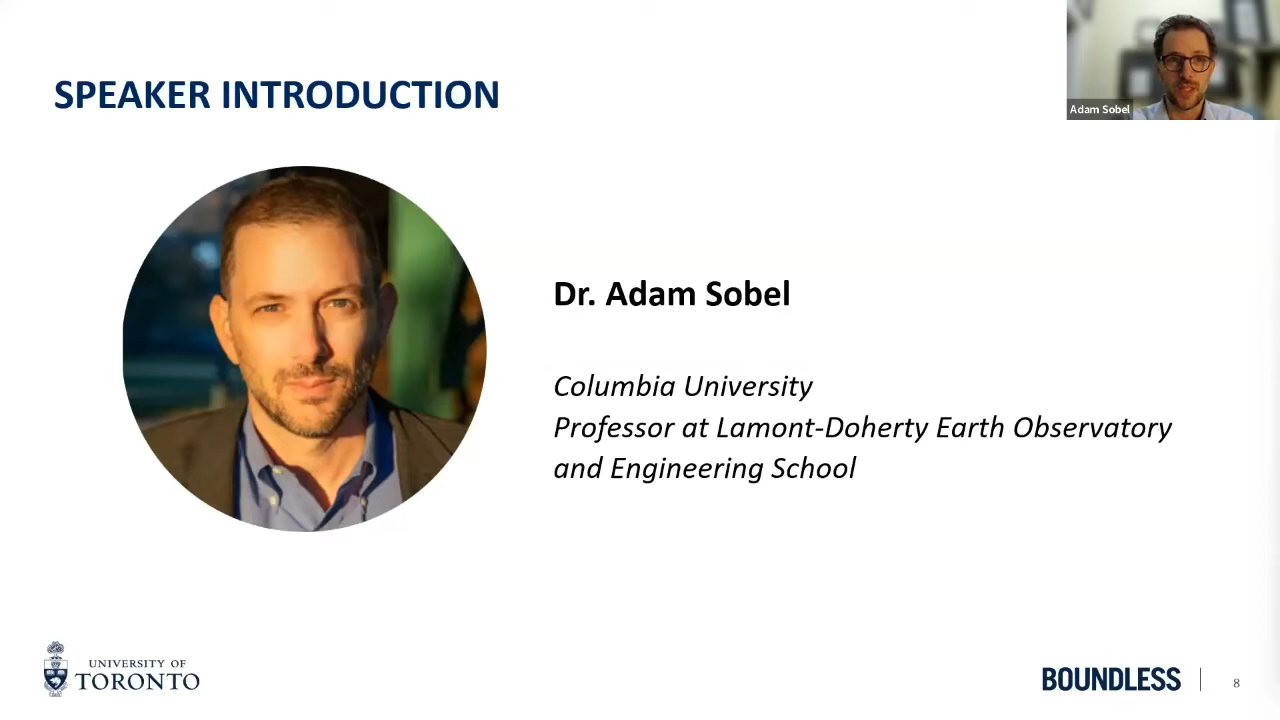 SPEAKER INTRODUCTION
Adam Sobel
Dr. Adam Sobel
Columbia University
Professor at Lamont-Doherty Earth Observatory
and Engineering School
UNIVERSITY OF
TORONTO
BOUNDLESS
8